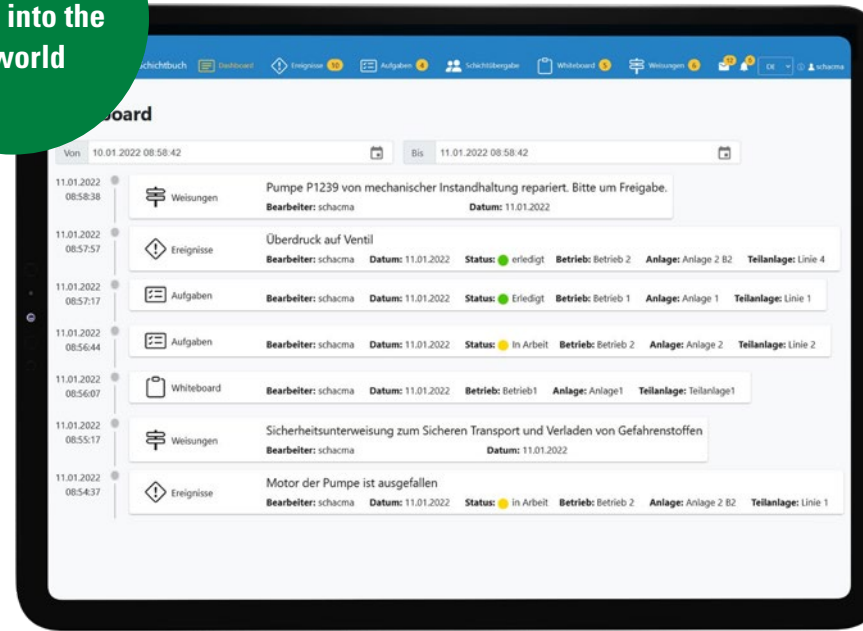 into the
world
chichtbuch Dashboard Ereignisse 10 Aufgaben 4 Schichtübergabe Whiteboard 5 Weisungen 6 DE schacma
board
Von 10.01.2022 08:58:42 Bis 11.01.2022 08:58:42
11.01.2022
08:58:38
Weisungen
Pumpe P1239 von mechanischer Instandhaltung repariert. Bitte um Freigabe.
Bearbeiter: schacma Datum: 11.01.2022
11.01.2022
08:57:57
Ereignisse
Überdruck auf Ventil
Bearbeiter: schacma Datum: 11.01.2022 Status: erledigt Betrieb: Betrieb 2 Anlage: Anlage 2 B2 Teilanlage: Linie 4
11.01.2022
08:57:17
Aufgaben
Bearbeiter: schacma Datum: 11.01.2022 Status: Erledigt Betrieb: Betrieb 1 Anlage: Anlage 1 Teilanlage: Linie 1
11.01.2022
08:56:44
Aufgaben
Bearbeiter: schacma Datum: 11.01.2022 Status: In Arbeit Betrieb: Betrieb 2 Anlage: Anlage 2 Teilanlage: Linie 2
11.01.2022
08:56:07
Whiteboard
Bearbeiter: schacma Datum: 11.01.2022 Betrieb: Betrieb1 Anlage: Anlage1 Teilanlage: Teilanlage1
11.01.2022
08:55:17
Weisungen
Sicherheitsunterweisung zum Sicheren Transport und Verladen von Gefahrenstoffen
Bearbeiter: schacma Datum: 11.01.2022
11.01.2022
08:54:37
Ereignisse
Motor der Pumpe ist ausgefallen
Bearbeiter: schacma Datum: 11.01.2022 Status: in Arbeit Betrieb: Betrieb 2 Anlage: Anlage 2 B2 Teilanlage: Linie 1